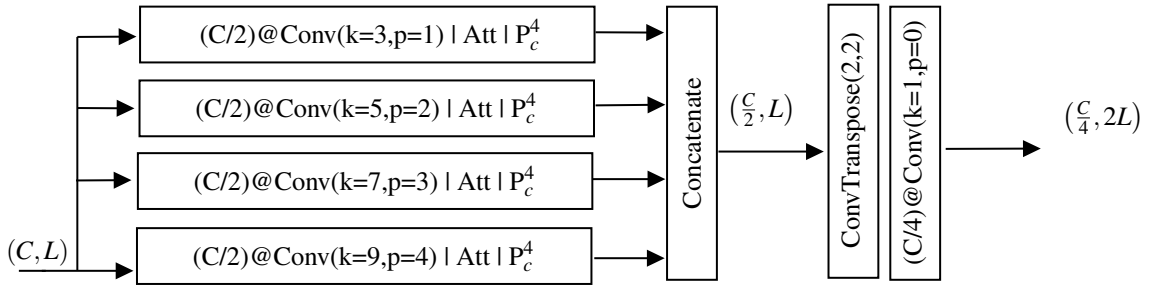 (C/2)@Conv(k=3,p=1) | Att | P_c^4
(C/2)@Conv(k=5,p=2) | Att | P_c^4
(C/2)@Conv(k=7,p=3) | Att | P_c^4
(C/2)@Conv(k=9,p=4) | Att | P_c^4
(C,L)
Concatenate
(C/2,L)
ConvTranspose(2,2)
(C/4)@Conv(k=1,p=0)
(C/4,2L)